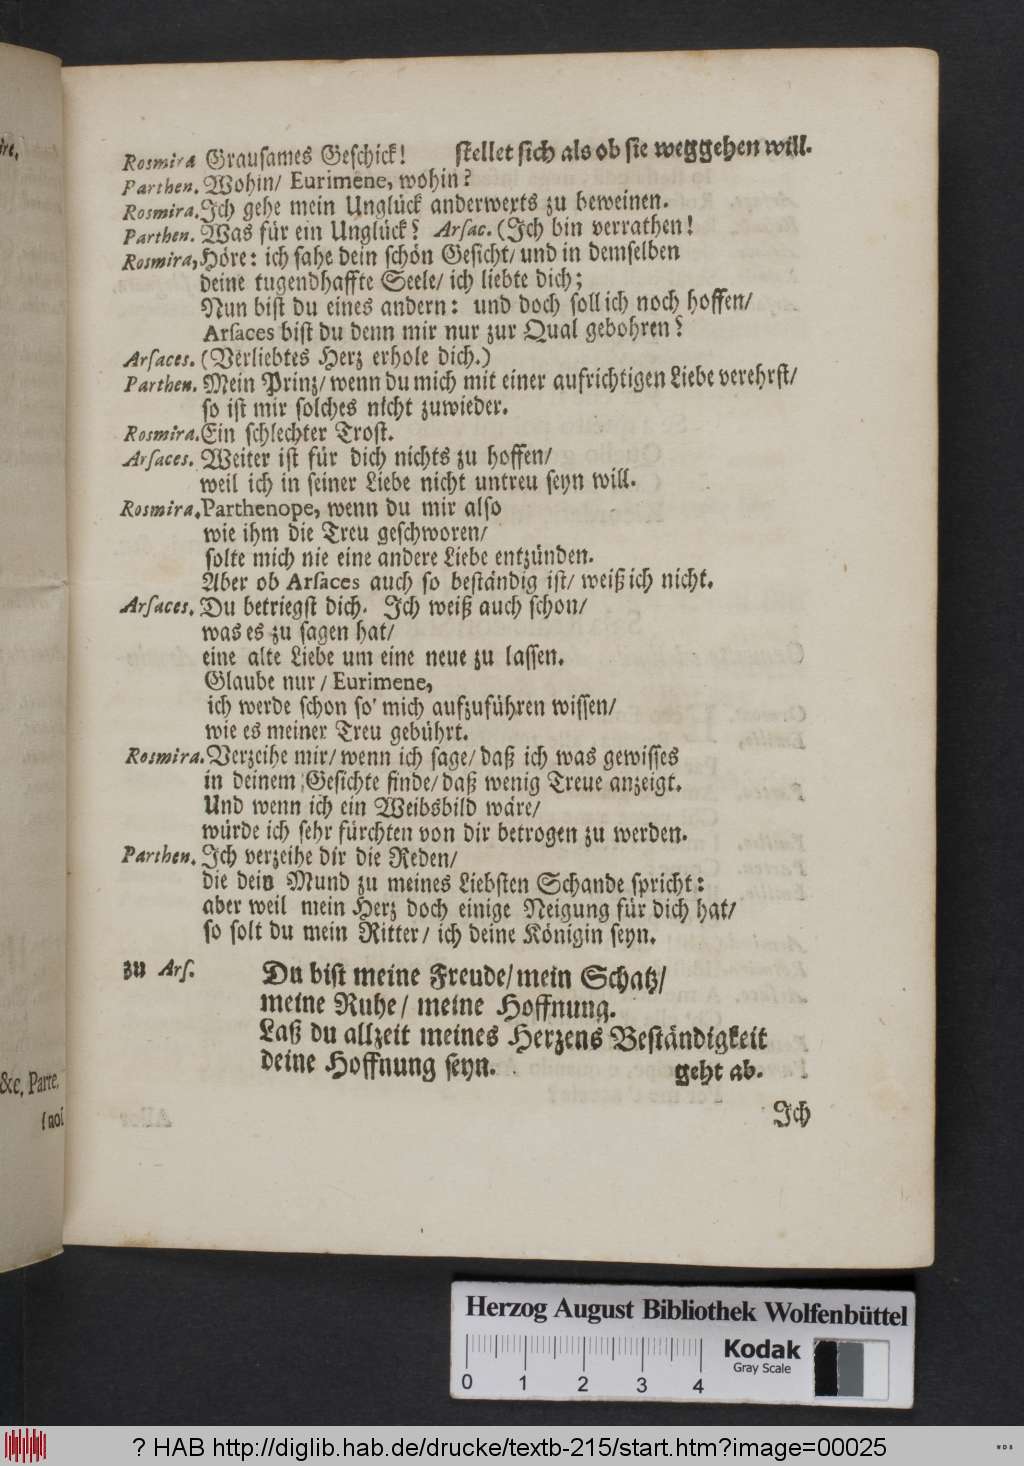 ire,
Rosmira Grausames Geschick! stellet sich als ob sie weggehen will.
Parthen. Wohin/ Eurimene, wohin?
Rosmira. Ich gehe mein Unglück anderwerts zu beweinen.
Parthen. Was für ein Unglück? Arsac. (Ich bin verrathen!
Rosmira, Höre: ich sahe dein schön Gesicht/ und in demselben
deine tugendhaffte Seele/ ich liebte dich;
Nun bist du eines andern: und doch soll ich noch hoffen/
Arsaces bist du denn mir nur zur Qual gebohren?
Arsaces. (Verliebtes Herz erhole dich.)
Parthen. Mein Prinz/ wenn du mich mit einer aufrichtigen Liebe verehrst/
so ist mir solches nicht zuwieder.
Rosmira. Ein schlechter Trost.
Arsaces. Weiter ist für dich nichts zu hoffen/
weil ich in seiner Liebe nicht untreu seyn will.
Rosmira. Parthenope, wenn du mir also
wie ihm die Treu geschworen/
solte mich nie eine andere Liebe entzünden.
Aber ob Arsaces auch so beständig ist/ weiß ich nicht.
Arsaces. Du betriegst dich. Ich weiß auch schon/
was es zu sagen hat/
eine alte Liebe um eine neue zu lassen.
Glaube nur / Eurimene,
ich werde schon so mich aufzuführen wissen/
wie es meiner Treu gebührt.
Rosmira. Verzeihe mir/ wenn ich sage/ daß ich was gewisses
in deinem Gesichte finde/ daß wenig Treue anzeigt.
Und wenn ich ein Weibsbild wäre/
würde ich sehr fürchten von dir betrogen zu werden.
Parthen. Ich verzeihe dir die Reden/
die dein Mund zu meines Liebsten Schande spricht:
aber weil mein Herz doch einige Neigung für dich hat/
so solt du mein Ritter/ ich deine Königin seyn.
zu Ars. Du bist meine Freude/ mein Schatz/
meine Ruhe/ meine Hoffnung.
Laß du allzeit meines Herzens Beständigkeit
deine Hoffnung seyn. geht ab.
Ich
&c, Parte.
(noi
Herzog August Bibliothek Wolfenbüttel
Kodak
Gray Scale
0 1 2 3 4
? HAB http://diglib.hab.de/drucke/textb-215/start.htm?image=00025